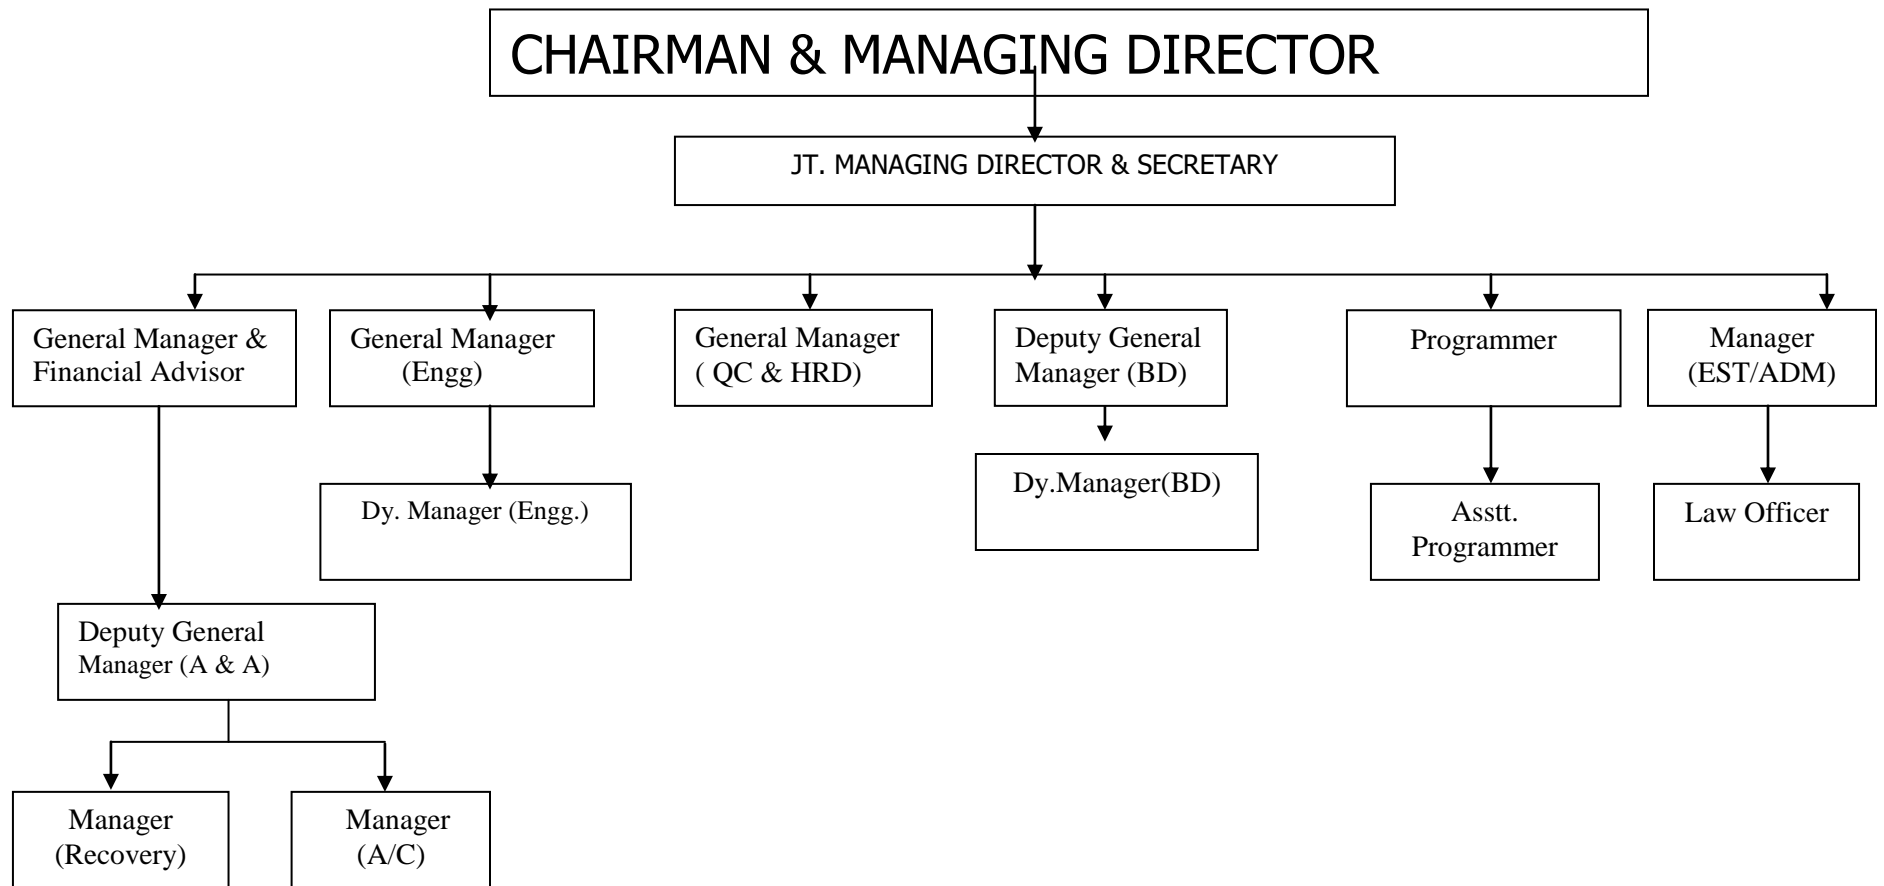 CHAIRMAN & MANAGING DIRECTOR
JT. MANAGING DIRECTOR & SECRETARY
General Manager &
Financial Advisor
General Manager
(Engg)
General Manager
( QC & HRD)
Deputy General
Manager (BD)
Programmer
Manager
(EST/ADM)
Dy. Manager (Engg.)
Dy.Manager(BD)
Asstt.
Programmer
Law Officer
Deputy General
Manager (A & A)
Manager
(Recovery)
Manager
(A/C)